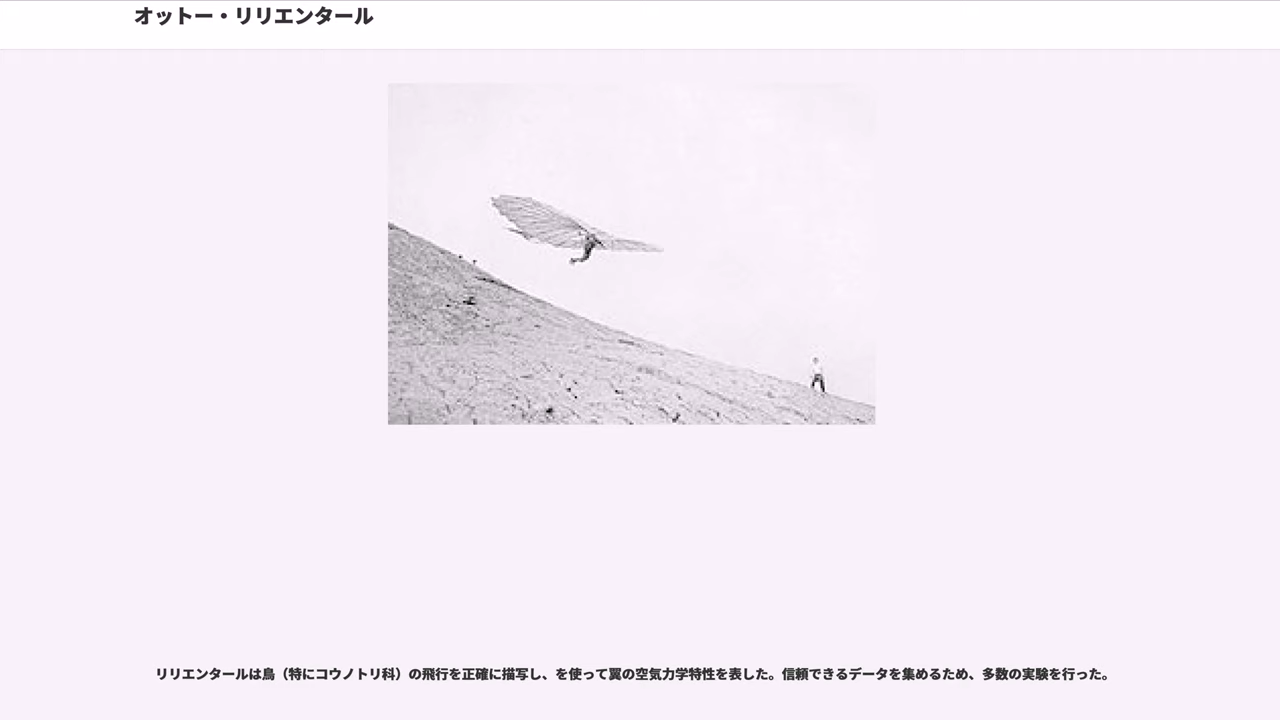 オットー・リリエンタール
リリエンタールは鳥（特にコウノトリ科）の飛行を正確に描写し、を使って翼の空気力学特性を表した。信頼できるデータを集めるため、多数の実験を行った。